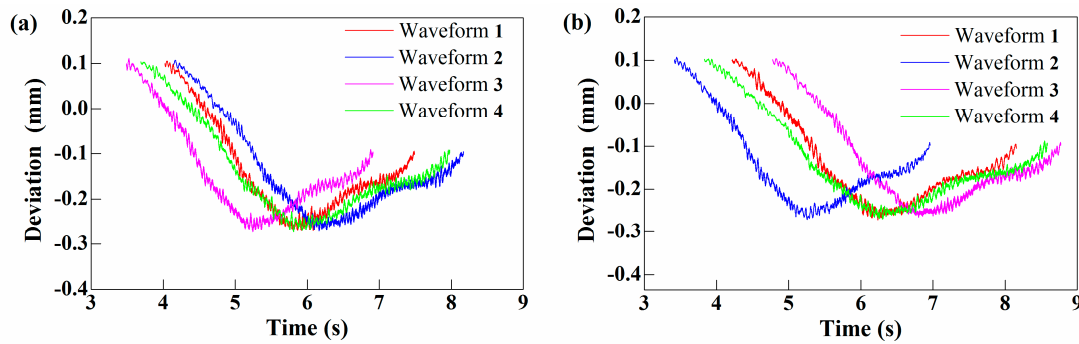 (a)
0.2
0.1
0.0
-0.1
-0.2
-0.3
-0.4
Deviation (mm)
3 4 5 6 7 8 9
Time (s)
Waveform 1
Waveform 2
Waveform 3
Waveform 4
(b)
0.2
0.1
0.0
-0.1
-0.2
-0.3
-0.4
Deviation (mm)
3 4 5 6 7 8 9
Time (s)
Waveform 1
Waveform 2
Waveform 3
Waveform 4